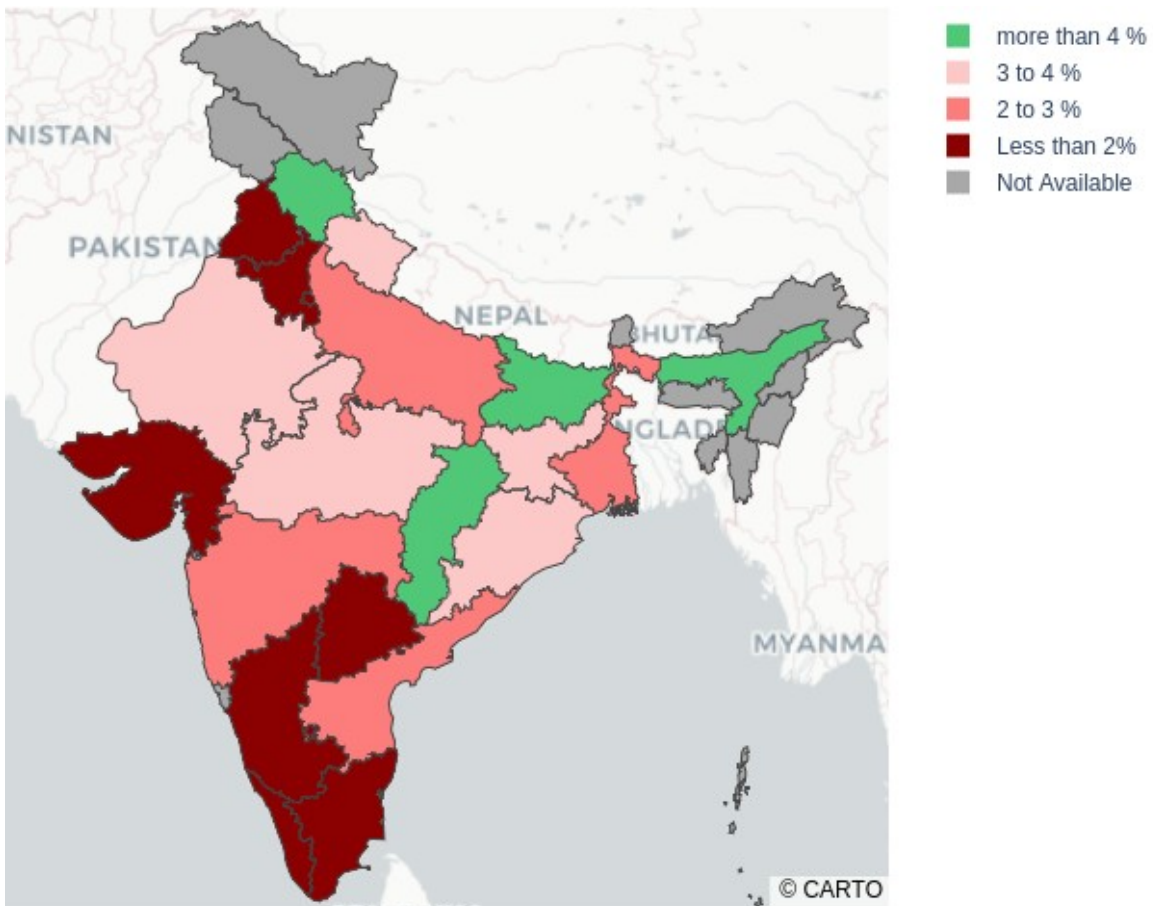 more than 4 %
3 to 4 %
2 to 3 %
Less than 2%
Not Available
NISTAN
PAKISTAN
NEPAL
BHUTA
NGLADE
MYANMA
© CARTO